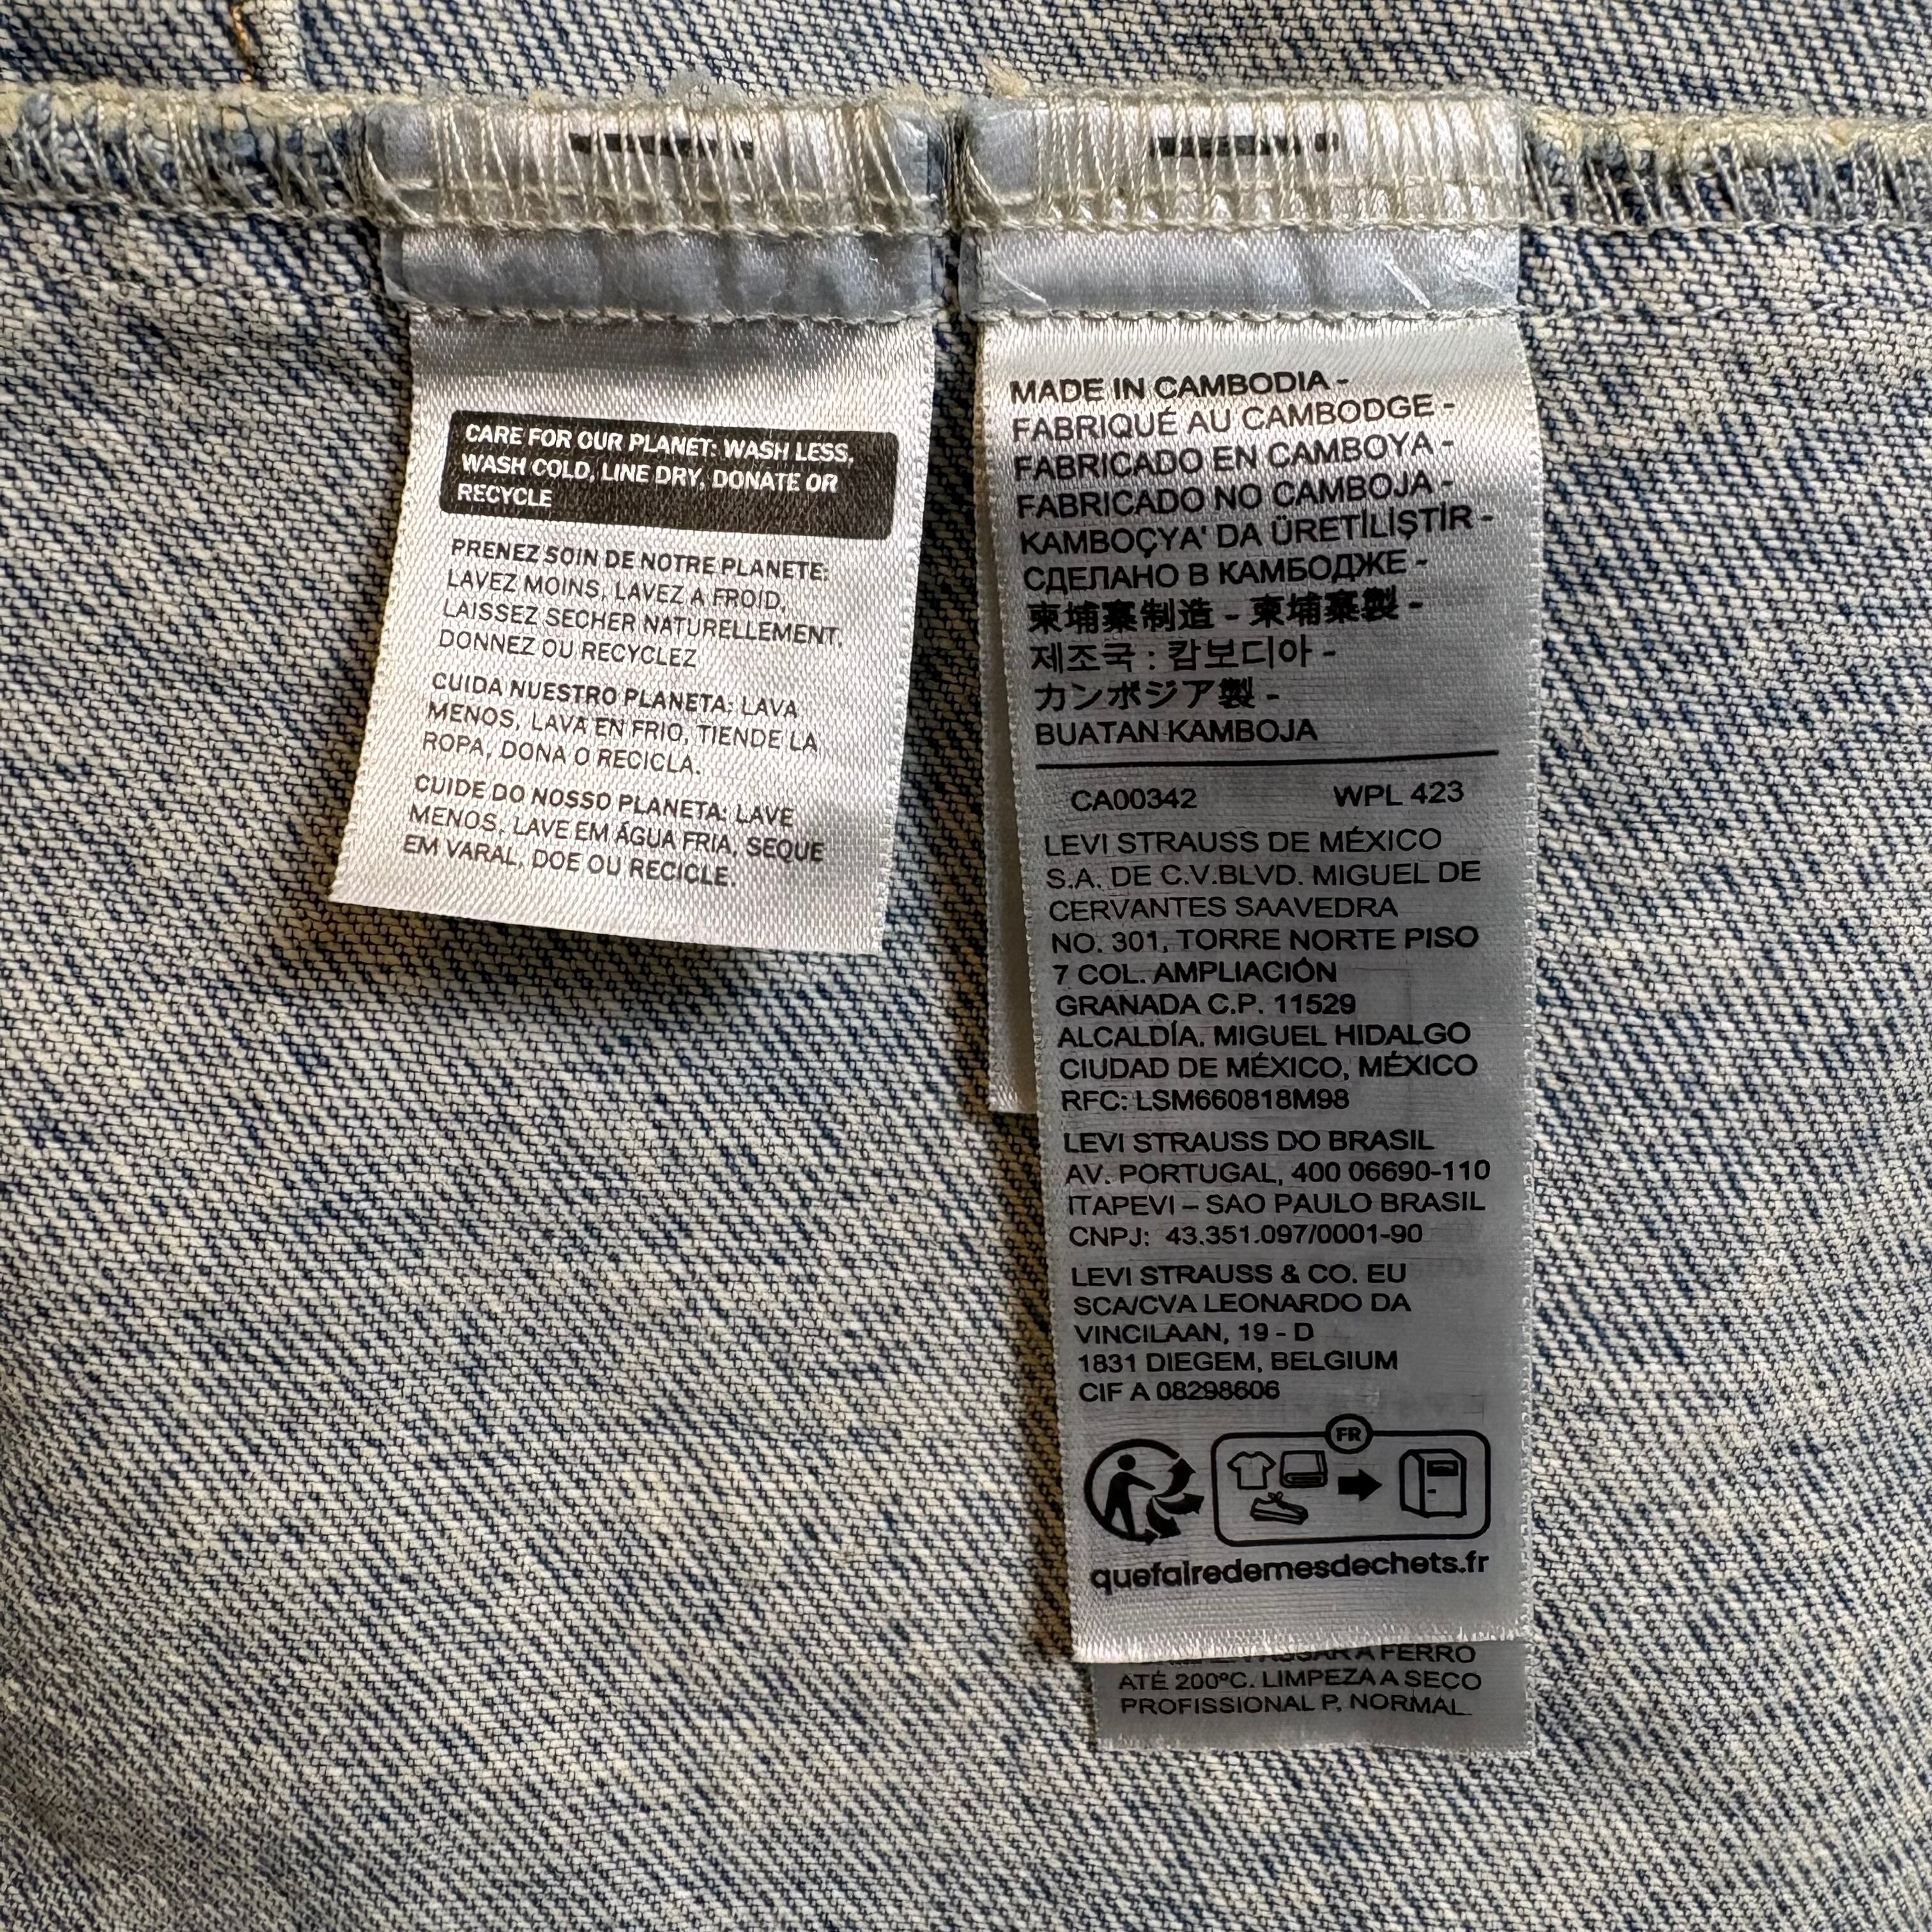 CARE FOR OUR PLANET: WASH LESS,
WASH COLD, LINE DRY, DONATE OR
RECYCLE
PRENEZ SOIN DE NOTRE PLANETE:
LAVEZ MOINS, LAVEZ A FROID,
LAISSEZ SECHER NATURELLEMENT,
DONNEZ OU RECYCLEZ
CUIDA NUESTRO PLANETA: LAVA
MENOS, LAVA EN FRIO, TIENDE LA
ROPA, DONA O RECICLA.
CUIDE DO NOSSO PLANETA: LAVE
MENOS, LAVE EM ÁGUA FRIA, SEQUE
EM VARAL, DOE OU RECICLE.
MADE IN CAMBODIA -
FABRIQUÉ AU CAMBODGE -
FABRICADO EN CAMBOYA -
FABRICADO NO CAMBOJA -
KAMBOÇYA' DA ÜRETİLİŞTİR -
СДЕЛАНО В КАМБОДЖЕ -
柬埔寨制造 - 柬埔寨製 -
제조국 : 캄보디아 -
カンボジア製 -
BUATAN KAMBOJA
CA00342 WPL 423
LEVI STRAUSS DE MÉXICO
S.A. DE C.V.BLVD. MIGUEL DE
CERVANTES SAAVEDRA
NO. 301, TORRE NORTE PISO
7 COL. AMPLIACIÓN
GRANADA C.P. 11529
ALCALDÍA. MIGUEL HIDALGO
CIUDAD DE MÉXICO, MÉXICO
RFC: LSM660818M98
LEVI STRAUSS DO BRASIL
AV. PORTUGAL, 400 06690-110
ITAPEVI – SAO PAULO BRASIL
CNPJ: 43.351.097/0001-90
LEVI STRAUSS & CO. EU
SCA/CVA LEONARDO DA
VINCILAAN, 19 - D
1831 DIEGEM, BELGIUM
CIF A 08298606
FR
quefairedemesdechets.fr
A FERRO
ATÉ 200ºC. LIMPEZA A SECO
PROFISSIONAL P, NORMAL